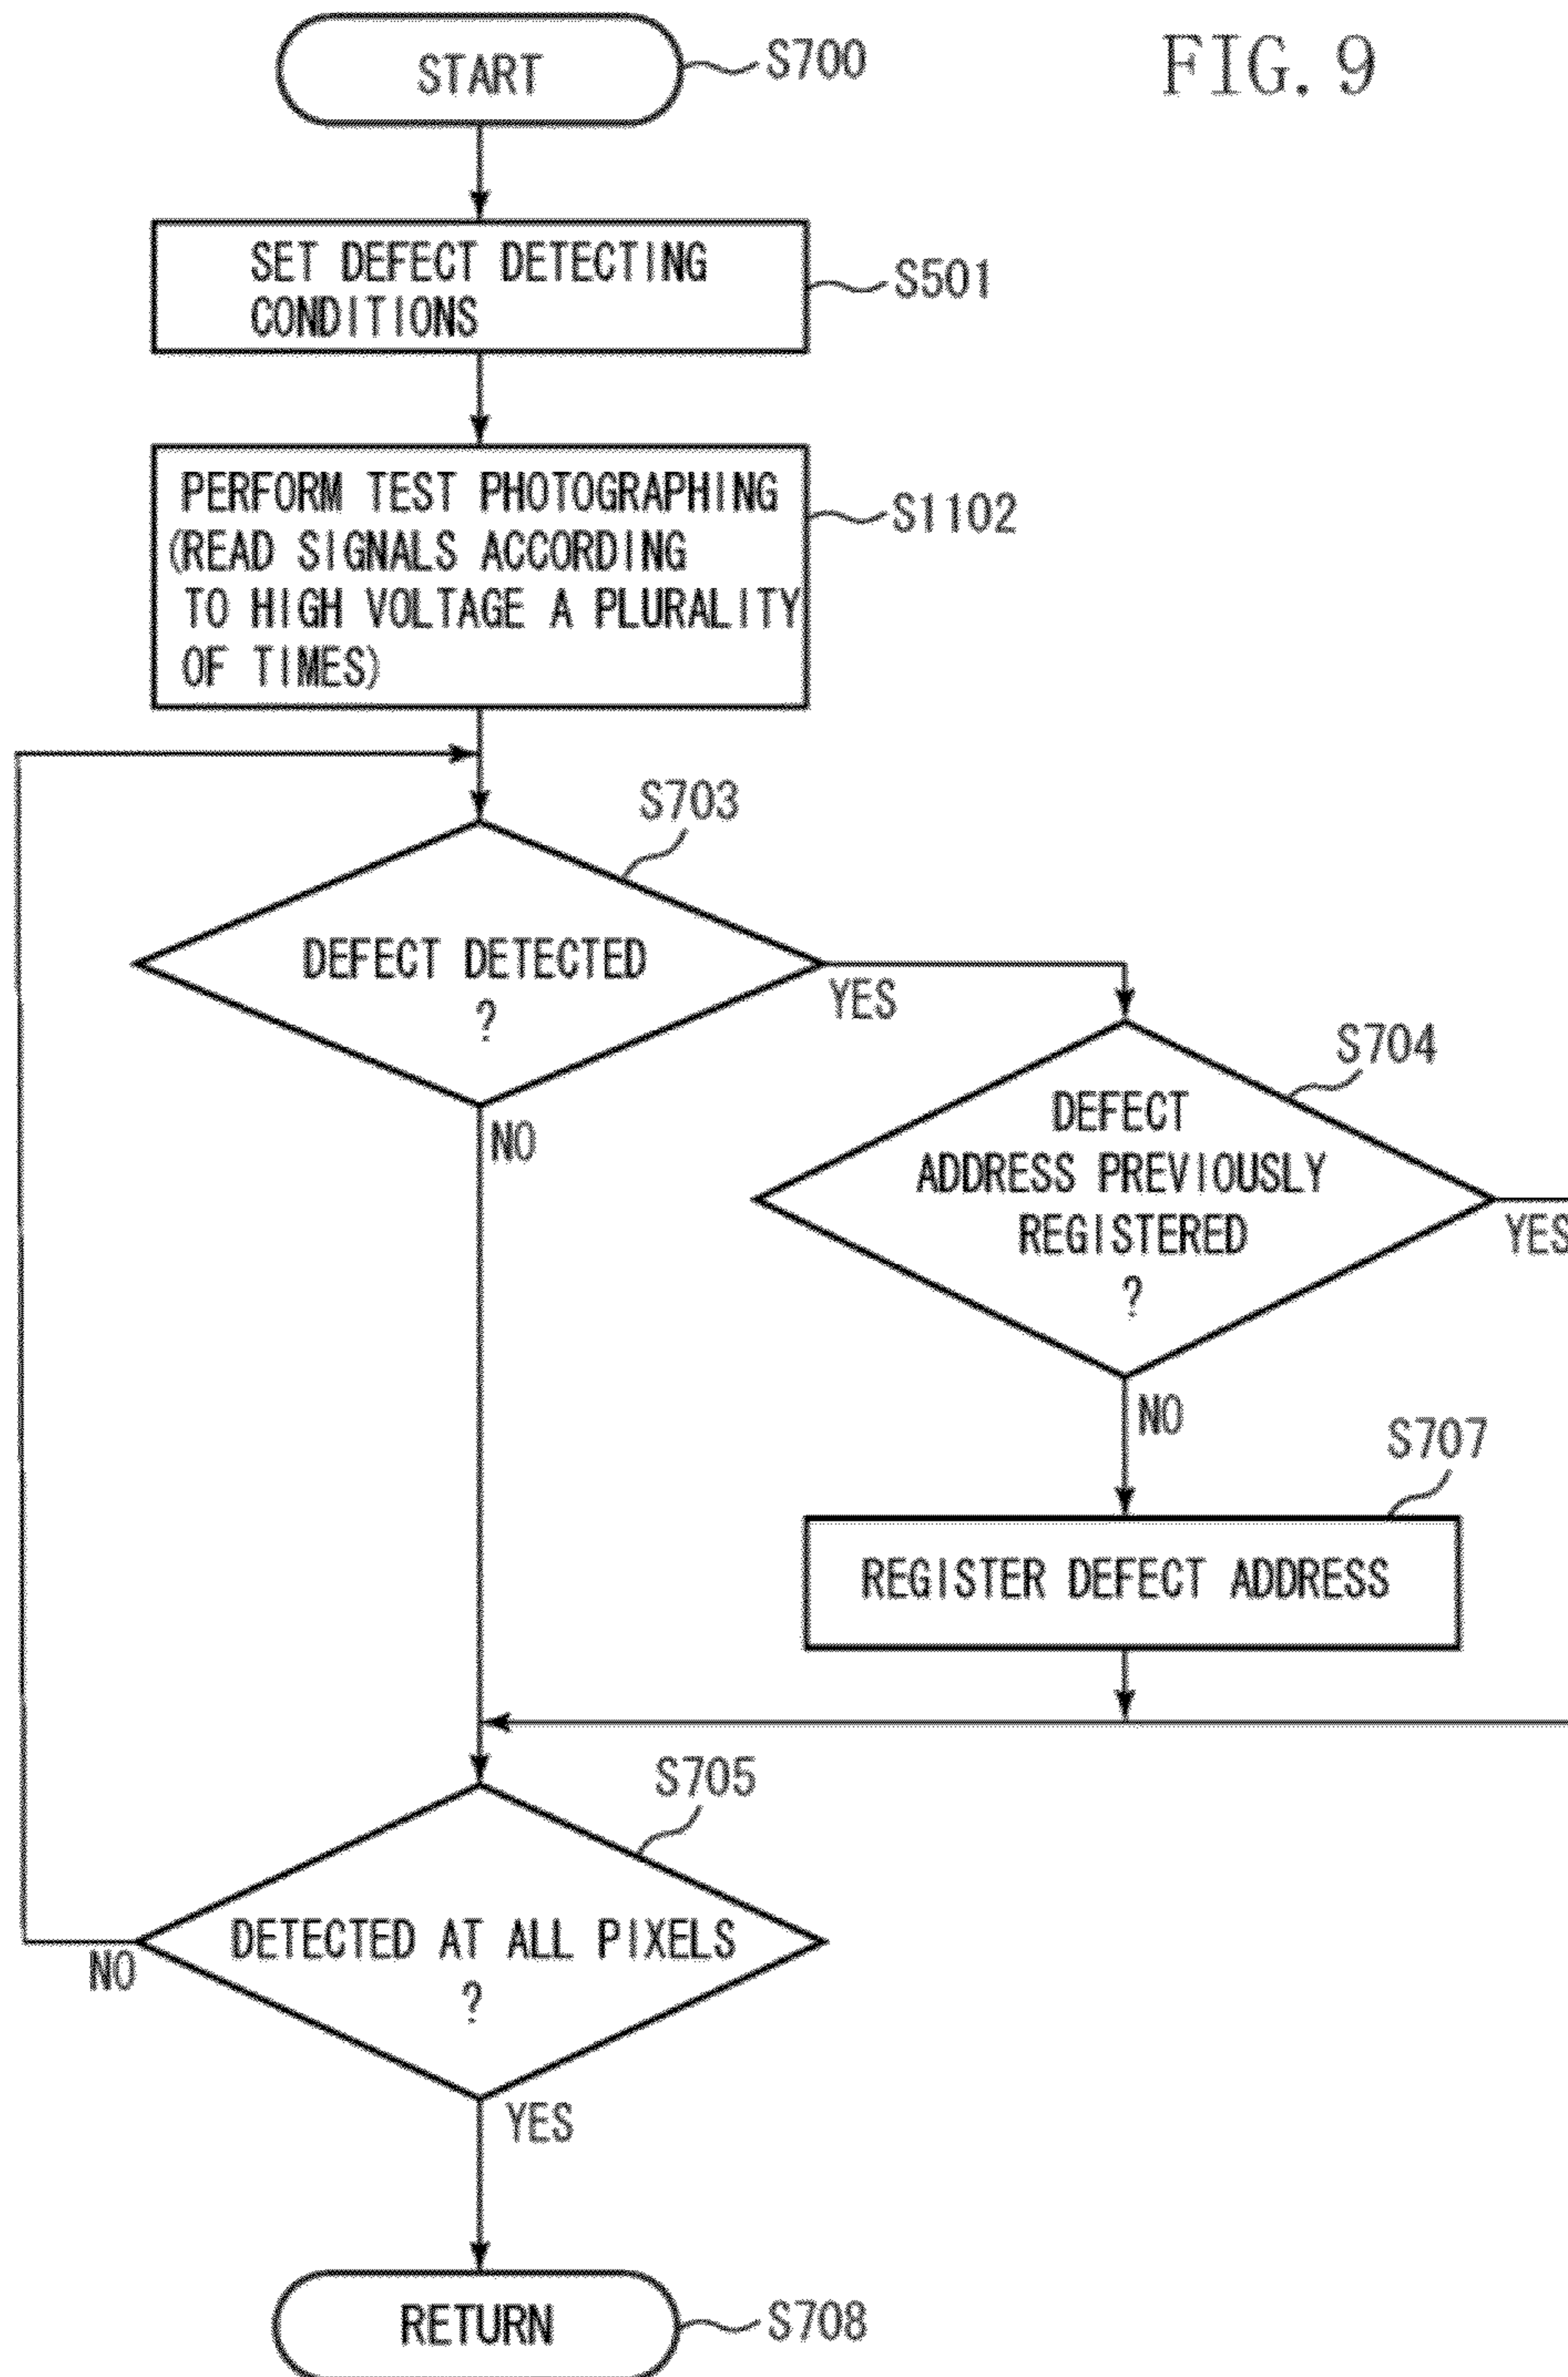 FIG. 9
START
S700
SET DEFECT DETECTING
CONDITIONS
S501
PERFORM TEST PHOTOGRAPHING
(READ SIGNALS ACCORDING
TO HIGH VOLTAGE A PLURALITY
OF TIMES)
S1102
S703
DEFECT DETECTED
?
YES
NO
S704
DEFECT
ADDRESS PREVIOUSLY
REGISTERED
?
YES
NO
S707
REGISTER DEFECT ADDRESS
S705
DETECTED AT ALL PIXELS
?
NO
YES
RETURN
S708